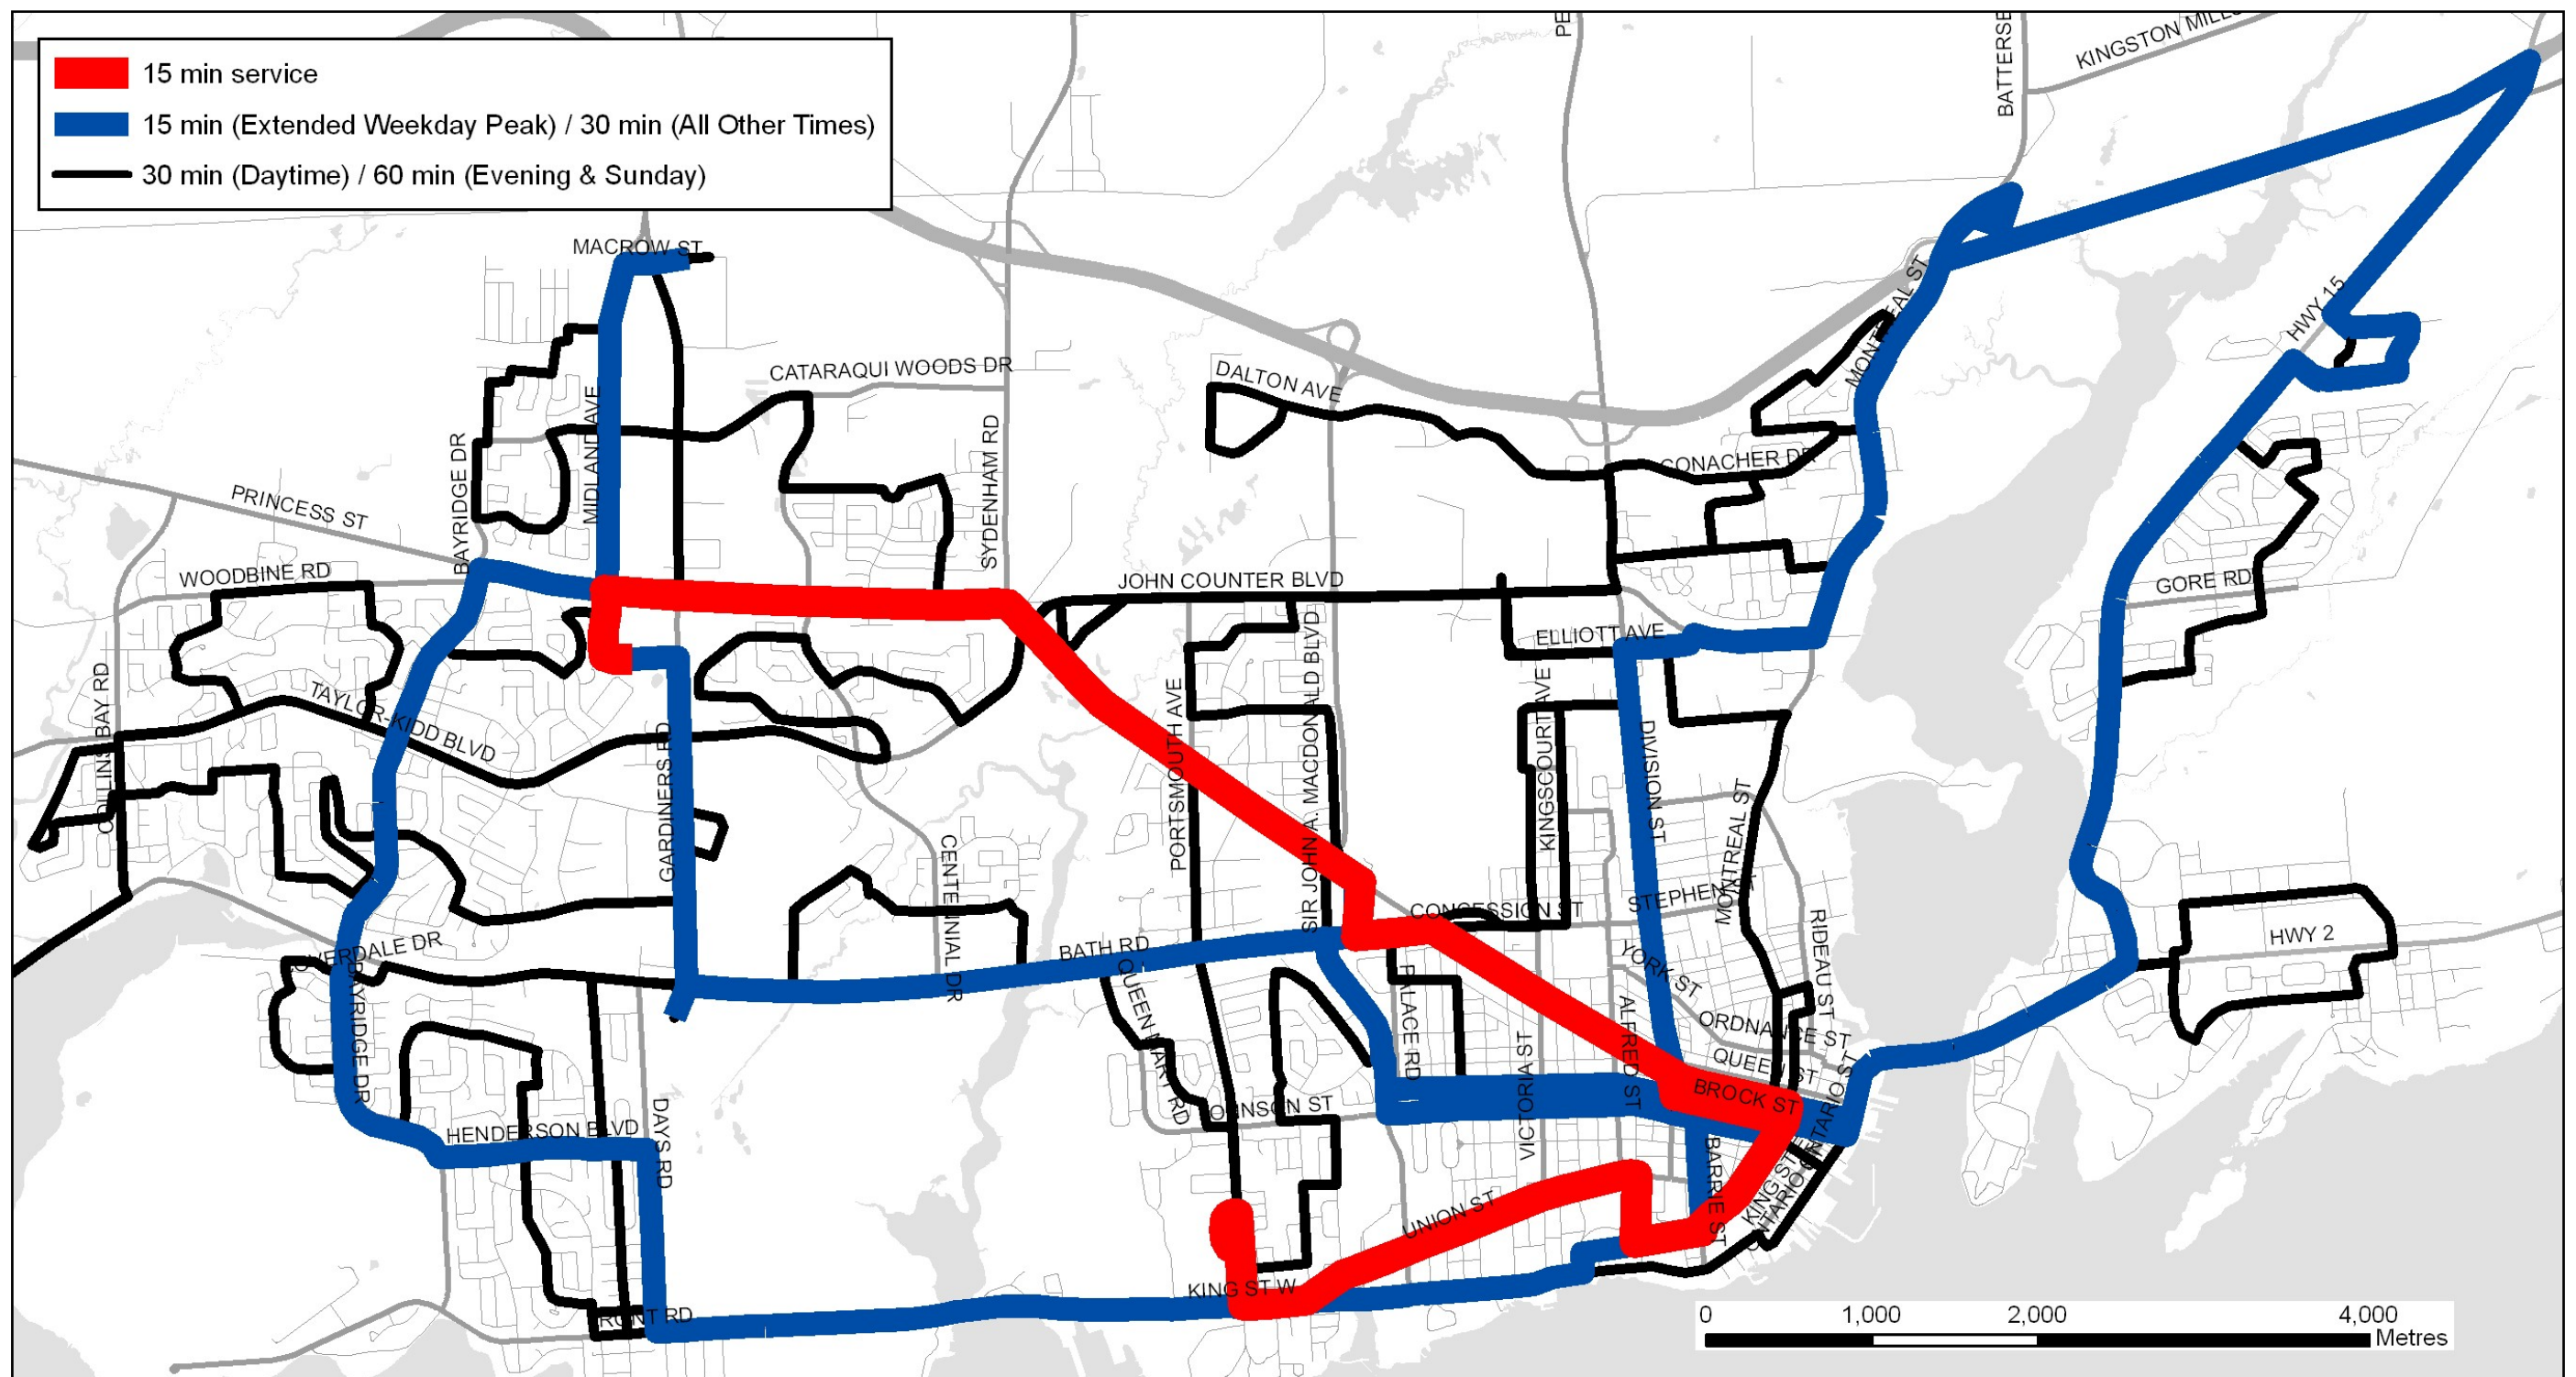 15 min service
15 min (Extended Weekday Peak) / 30 min (All Other Times)
30 min (Daytime) / 60 min (Evening & Sunday)
KINGSTON MILLS
MACROW ST
CATARAQUI WOODS DR
DALTON AVE
MONTREAL ST
HWY 15
BAYRIDGE DR
MIDLAND AVE
SYDENHAM RD
CONACHER DR
PRINCESS ST
WOODBINE RD
JOHN COUNTER BLVD
GORE RD
ELLIOTT AVE
COLLINS BAY RD
TAYLOR-KIDD BLVD
GARDINERS RD
PORTSMOUTH AVE
SIR JOHN A. MACDONALD BLVD
KINGSCOURT AVE
DIVISION ST
MONTREAL ST
CENTENNIAL DR
CONCESSION ST
STEPHEN
RIDEAU ST
HWY 2
BATH RD
YORK ST
QUEEN MARY RD
PALACE RD
ALFRED ST
ORDNANCE ST
QUEEN ST
BROCK ST
ONTARIO ST
BAYRIDGE DR
DAYS RD
HENDERSON BLVD
JOHNSON ST
VICTORIA ST
BARRIE ST
UNION ST
KING ST E
ONTARIO ST
KING ST W
FRONT RD
0 1,000 2,000 4,000
Metres